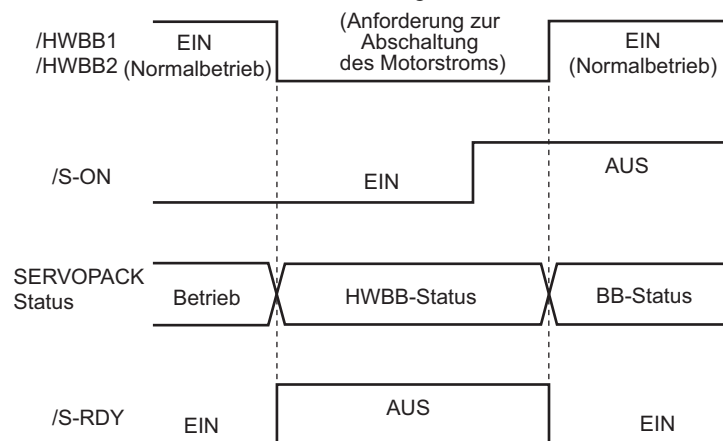 (Anforderung zur
Abschaltung
des Motorstroms)
/HWBB1
/HWBB2
EIN
(Normalbetrieb)
EIN
(Normalbetrieb)
/S-ON
EIN
AUS
SERVOPACK
Status
Betrieb
HWBB-Status
BB-Status
/S-RDY
EIN
AUS
EIN